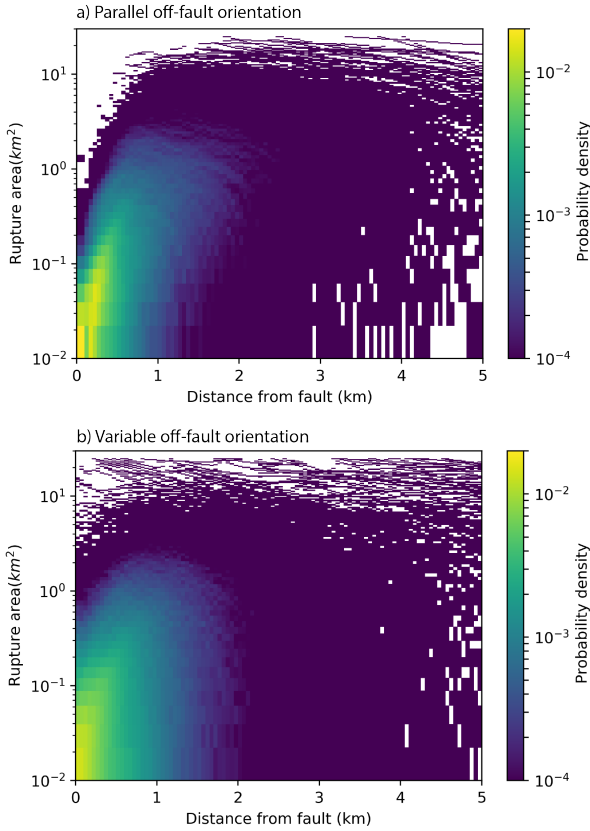 a) Parallel off-fault orientation
10¹
10⁰
10⁻¹
10⁻²
Rupture area(km²)
0 1 2 3 4 5
Distance from fault (km)
10⁻²
10⁻³
10⁻⁴
Probability density
b) Variable off-fault orientation
10¹
10⁰
10⁻¹
10⁻²
Rupture area(km²)
0 1 2 3 4 5
Distance from fault (km)
10⁻²
10⁻³
10⁻⁴
Probability density